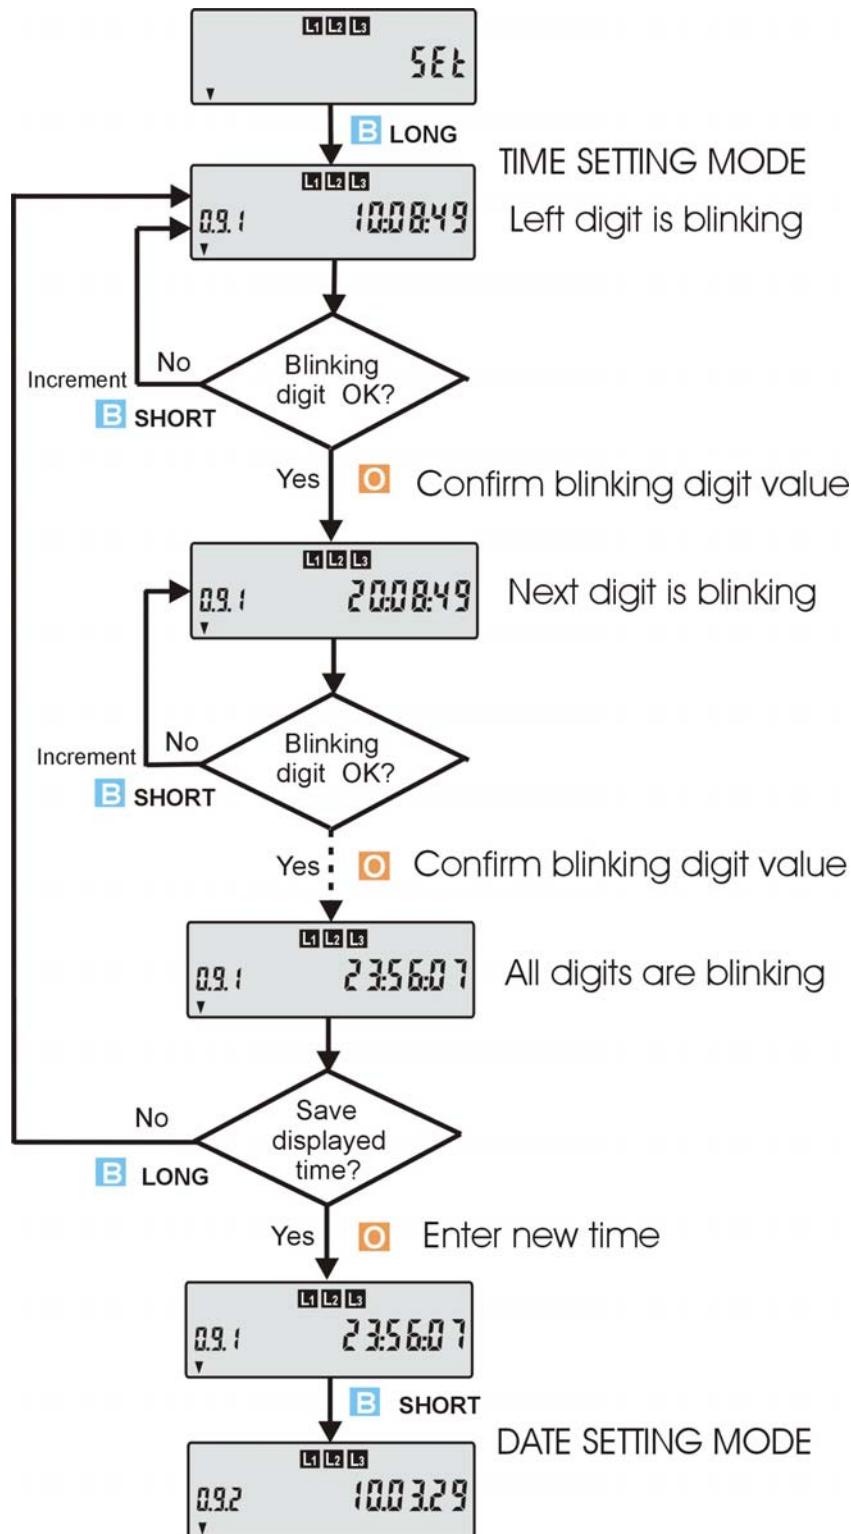 L1 L2 L3
SEt
B LONG
TIME SETTING MODE
L1 L2 L3
0.9.1 10:08:49
Left digit is blinking
Blinking
digit OK?
No
Increment
B SHORT
Yes
O Confirm blinking digit value
L1 L2 L3
0.9.1 20:08:49
Next digit is blinking
Blinking
digit OK?
No
Increment
B SHORT
Yes
O Confirm blinking digit value
L1 L2 L3
0.9.1 23:56:07
All digits are blinking
Save
displayed
time?
No
B LONG
Yes
O Enter new time
L1 L2 L3
0.9.1 23:56:07
B SHORT
DATE SETTING MODE
L1 L2 L3
0.9.2 10.03.29